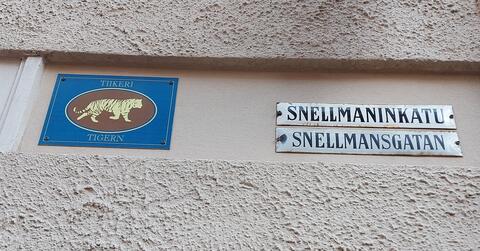 TIIKERI
TIGERN
SNELLMANINKATU
SNELLMANSGATAN